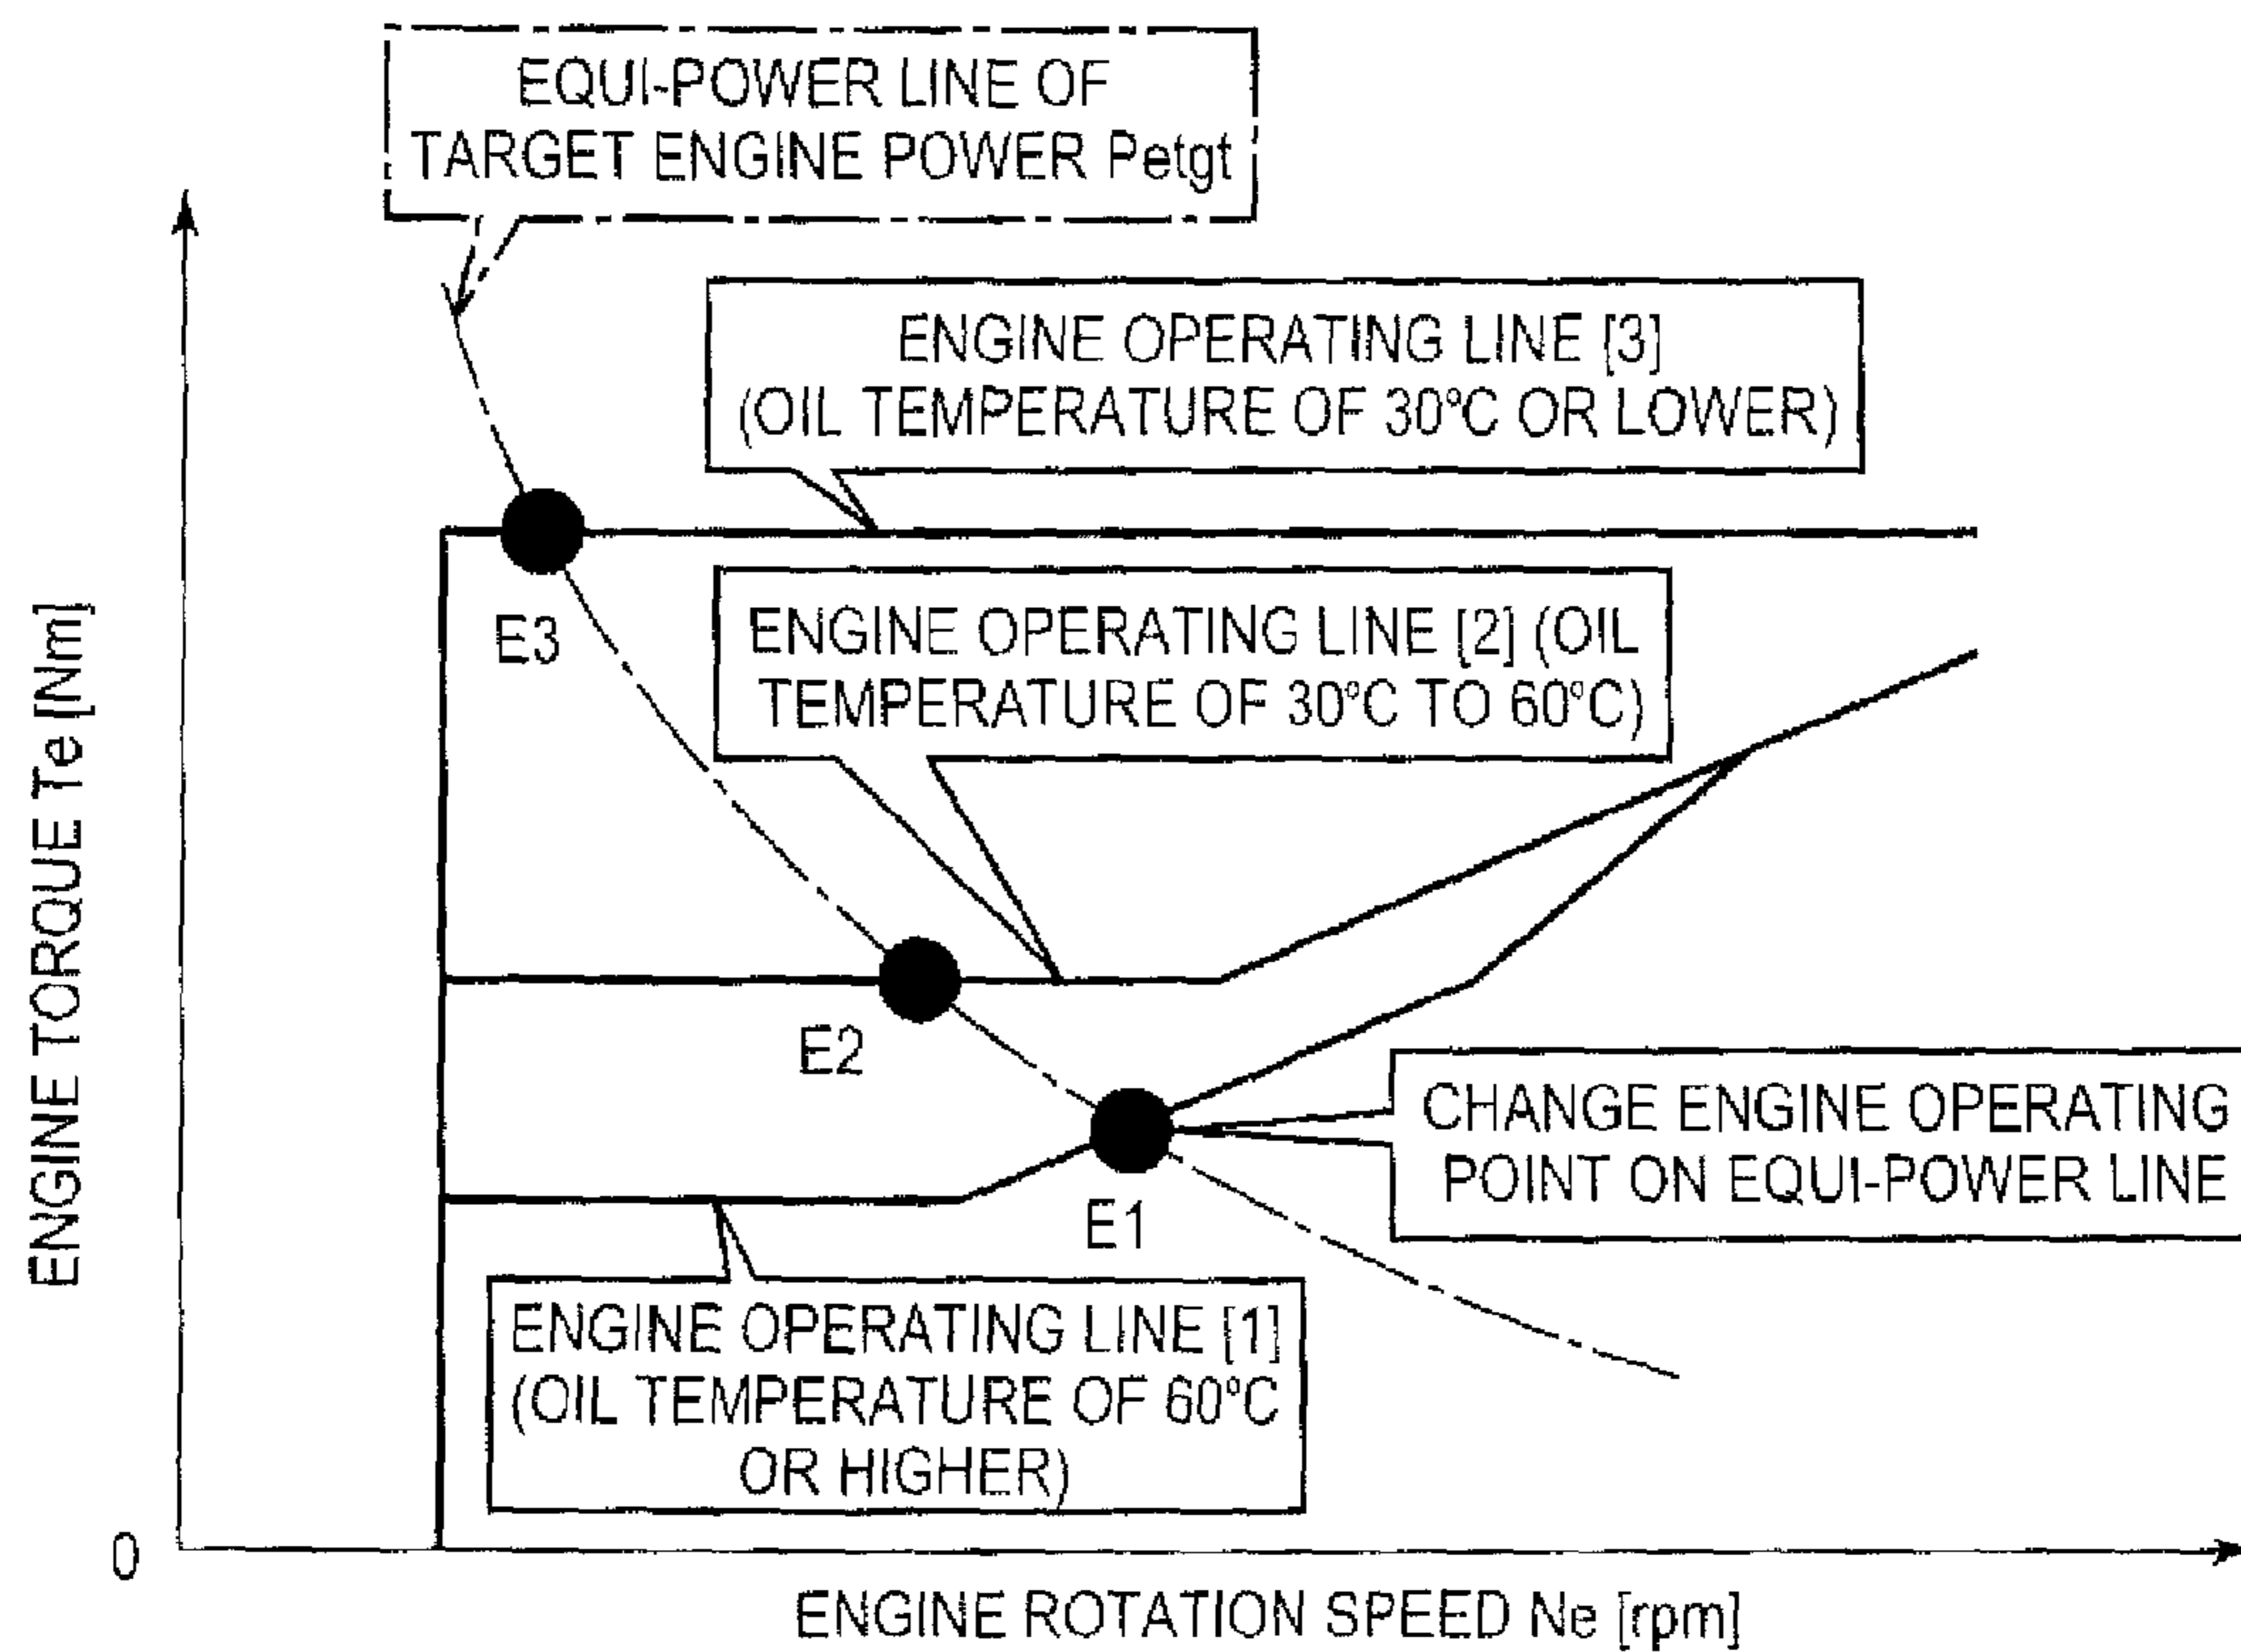 EQUI-POWER LINE OF
TARGET ENGINE POWER Petgt
ENGINE OPERATING LINE [3]
(OIL TEMPERATURE OF 30°C OR LOWER)
ENGINE OPERATING LINE [2] (OIL
TEMPERATURE OF 30°C TO 60°C)
E3
E2
E1
CHANGE ENGINE OPERATING
POINT ON EQUI-POWER LINE
ENGINE OPERATING LINE [1]
(OIL TEMPERATURE OF 60°C
OR HIGHER)
ENGINE TORQUE Te [Nm]
0
ENGINE ROTATION SPEED Ne [rpm]